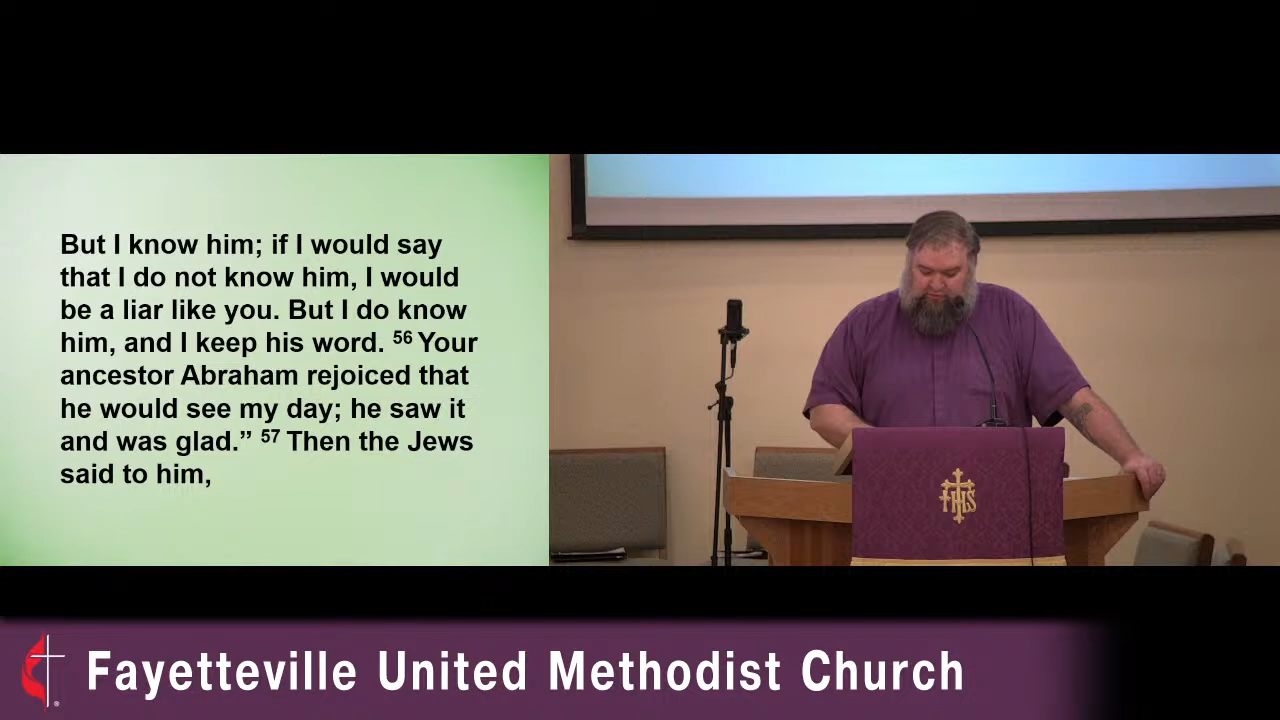 But I know him; if I would say
that I do not know him, I would
be a liar like you. But I do know
him, and I keep his word. 56 Your
ancestor Abraham rejoiced that
he would see my day; he saw it
and was glad.” 57 Then the Jews
said to him,
IHS
Fayetteville United Methodist Church
®